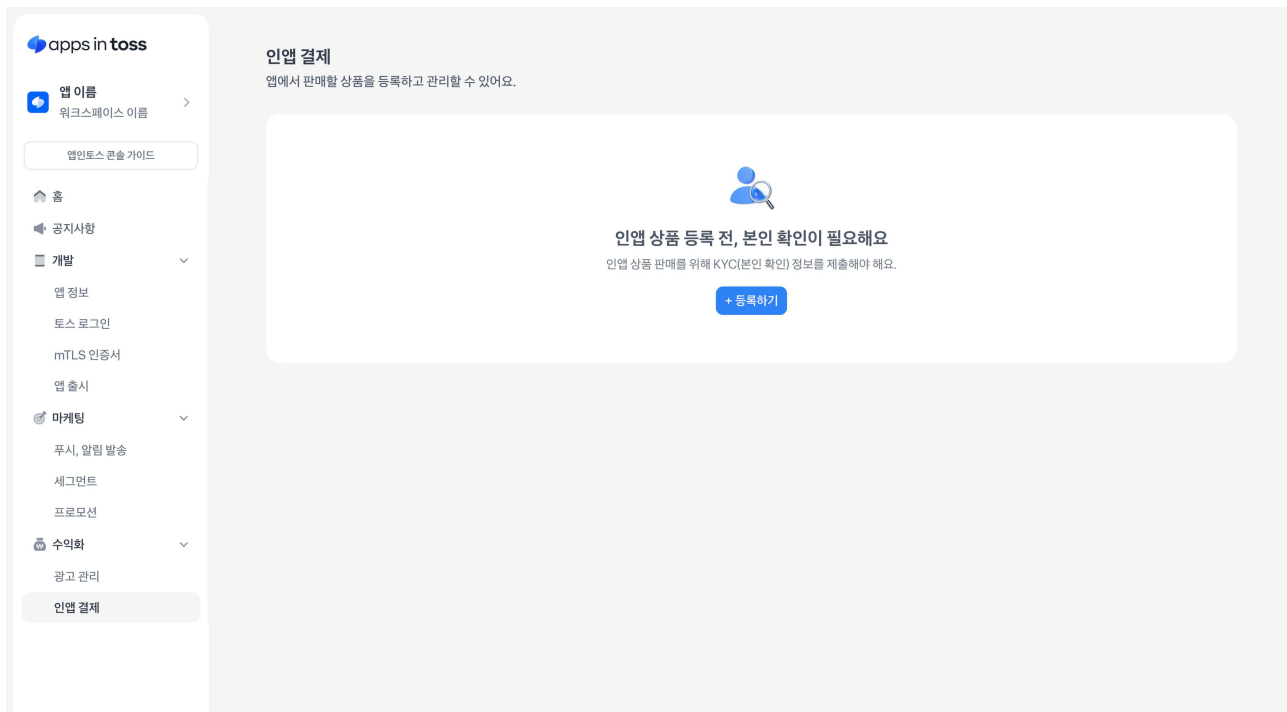 apps in toss
앱 이름
워크스페이스 이름
앱인토스 콘솔 가이드
홈
공지사항
개발
앱 정보
토스 로그인
mTLS 인증서
앱 출시
마케팅
푸시, 알림 발송
세그먼트
프로모션
수익화
광고 관리
인앱 결제
인앱 결제
앱에서 판매할 상품을 등록하고 관리할 수 있어요.
인앱 상품 등록 전, 본인 확인이 필요해요
인앱 상품 판매를 위해 KYC(본인 확인) 정보를 제출해야 해요.
+ 등록하기